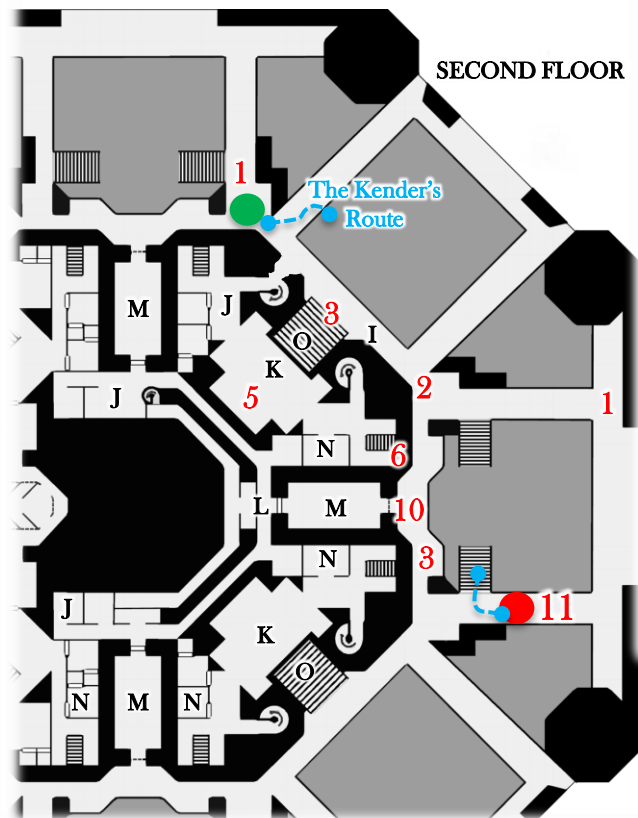 SECOND FLOOR
1
The Kender's
Route
M
J
3
O
I
K
J
5
2
1
N
6
L
M
10
N
3
J
11
K
O
N
M
N